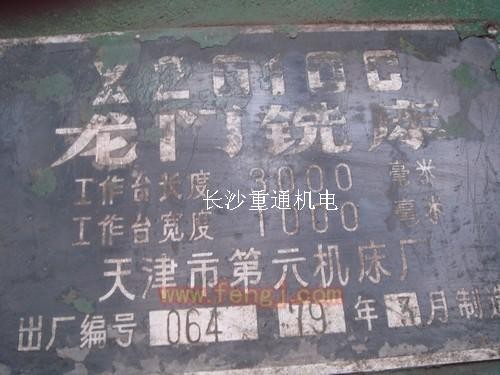 X2010C
龙门铣床
工作台长度 3000 毫米
长沙重通机电
工作台宽度 1000 毫米
天津市第六机床厂
www.fengj.com
出厂编号 064 79年 月制造